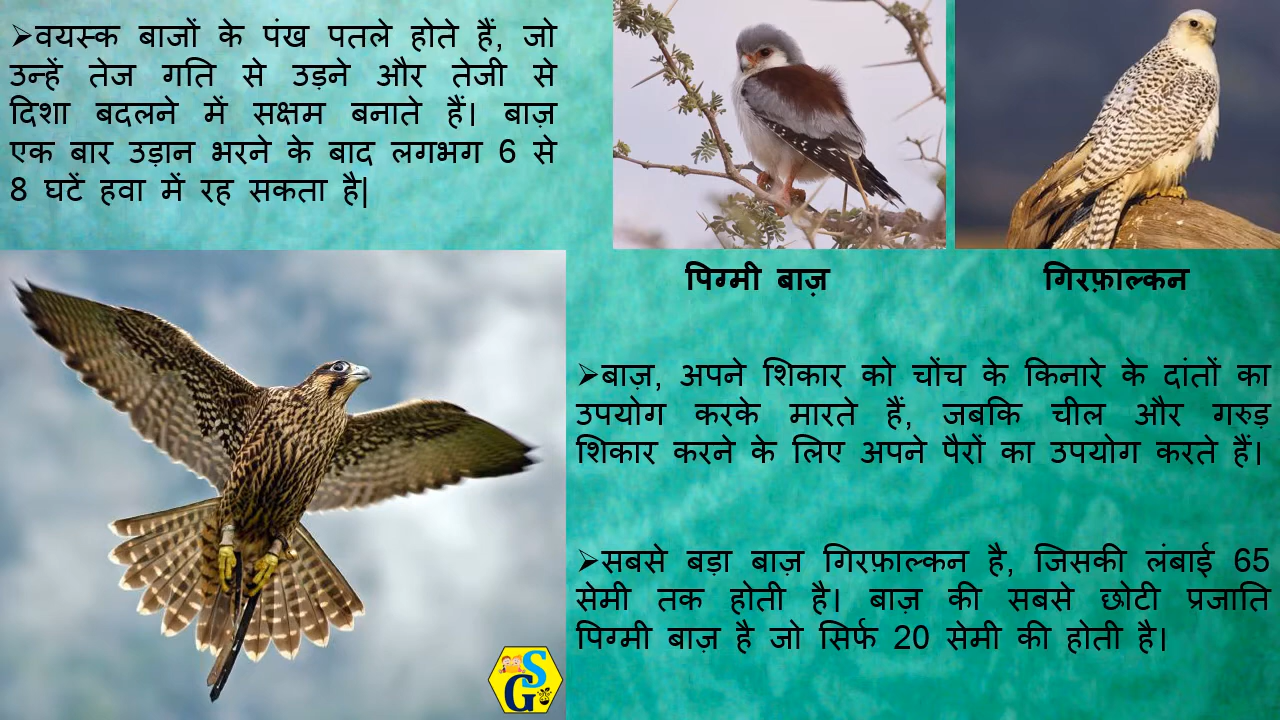 ➢वयस्क बाजों के पंख पतले होते हैं, जो
उन्हें तेज गति से उड़ने और तेजी से
दिशा बदलने में सक्षम बनाते हैं। बाज़
एक बार उड़ान भरने के बाद लगभग 6 से
8 घटें हवा में रह सकता है|
पिग्मी बाज़
गिरफ़ाल्कन
➢बाज़, अपने शिकार को चोंच के किनारे के दांतों का
उपयोग करके मारते हैं, जबकि चील और गरुड़
शिकार करने के लिए अपने पैरों का उपयोग करते हैं।
➢सबसे बड़ा बाज़ गिरफ़ाल्कन है, जिसकी लंबाई 65
सेमी तक होती है। बाज़ की सबसे छोटी प्रजाति
पिग्मी बाज़ है जो सिर्फ 20 सेमी की होती है।
GS